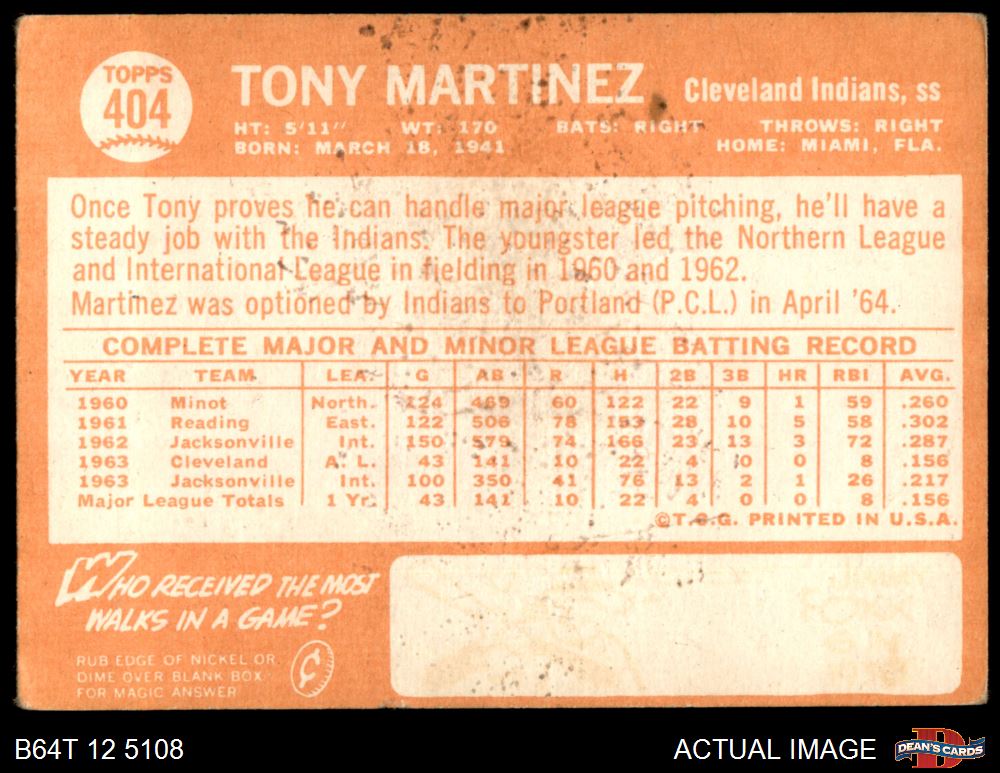 TOPPS
404
TONY MARTINEZ Cleveland Indians, ss
HT: 5'11" WT: 170 BATS: RIGHT THROWS: RIGHT
BORN: MARCH 18, 1941 HOME: MIAMI, FLA.
Once Tony proves he can handle major league pitching, he'll have a
steady job with the Indians. The youngster led the Northern League
and International League in fielding in 1960 and 1962.
Martinez was optioned by Indians to Portland (P.C.L.) in April '64.
COMPLETE MAJOR AND MINOR LEAGUE BATTING RECORD
YEAR TEAM LEA. G AB R H 2B 3B HR RBI AVG.
1960 Minot North. 124 469 60 122 22 9 1 59 .260
1961 Reading East. 122 506 78 153 28 10 5 58 .302
1962 Jacksonville Int. 150 579 74 166 23 13 3 72 .287
1963 Cleveland A. L. 43 141 10 22 4 0 0 8 .156
1963 Jacksonville Int. 100 350 41 76 13 2 1 26 .217
Major League Totals 1 Yr. 43 141 10 22 4 0 0 8 .156
©T.C.G. PRINTED IN U.S.A.
WHO RECEIVED THE MOST
WALKS IN A GAME?
RUB EDGE OF NICKEL OR
DIME OVER BLANK BOX
FOR MAGIC ANSWER
B64T 12 5108 ACTUAL IMAGE DEAN'S CARDS